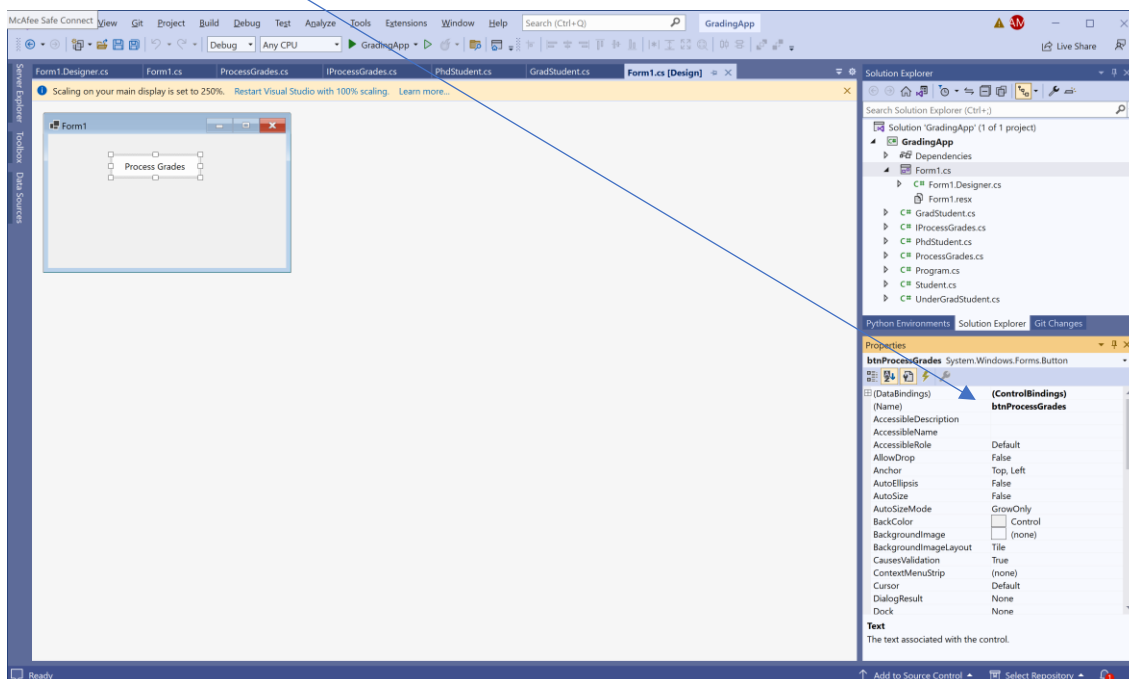 McAfee Safe Connect View Git Project Build Debug Test Analyze Tools Extensions Window Help Search (Ctrl+Q) GradingApp AM
Debug Any CPU GradingApp Live Share
Server Explorer
Toolbox
Data Sources
Form1.Designer.cs Form1.cs ProcessGrades.cs IProcessGrades.cs PhdStudent.cs GradStudent.cs Form1.cs [Design]
Scaling on your main display is set to 250%. Restart Visual Studio with 100% scaling. Learn more...
Form1
Process Grades
Solution Explorer
Search Solution Explorer (Ctrl+;)
Solution 'GradingApp' (1 of 1 project)
C# GradingApp
Dependencies
Form1.cs
C# Form1.Designer.cs
Form1.resx
C# GradStudent.cs
C# IProcessGrades.cs
C# PhdStudent.cs
C# ProcessGrades.cs
C# Program.cs
C# Student.cs
C# UnderGradStudent.cs
Python Environments Solution Explorer Git Changes
Properties
btnProcessGrades System.Windows.Forms.Button
(DataBindings) (ControlBindings)
(Name) btnProcessGrades
AccessibleDescription
AccessibleName
AccessibleRole Default
AllowDrop False
Anchor Top, Left
AutoEllipsis False
AutoSize False
AutoSizeMode GrowOnly
BackColor Control
BackgroundImage (none)
BackgroundImageLayout Tile
CausesValidation True
ContextMenuStrip (none)
Cursor Default
DialogResult None
Dock None
Text
The text associated with the control.
Ready Add to Source Control Select Repository 1